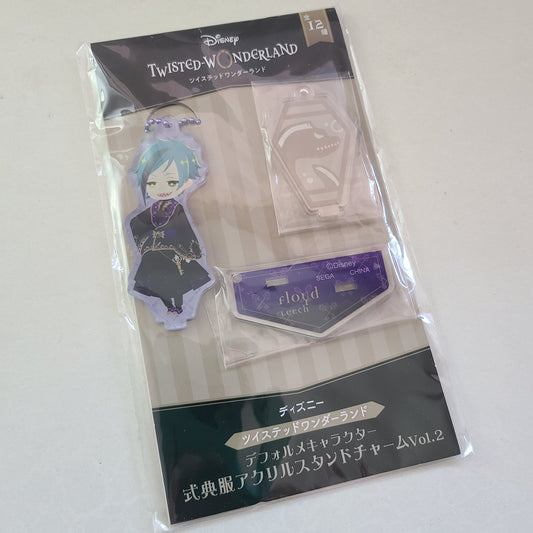 Disney
全12種
TWISTED-WONDERLAND
ツイステッドワンダーランド
©Disney
SEGA CHINA
Floyd
Leech
ディズニー
ツイステッドワンダーランド
デフォルメキャラクター
式典服アクリルスタンドチャームVol.2